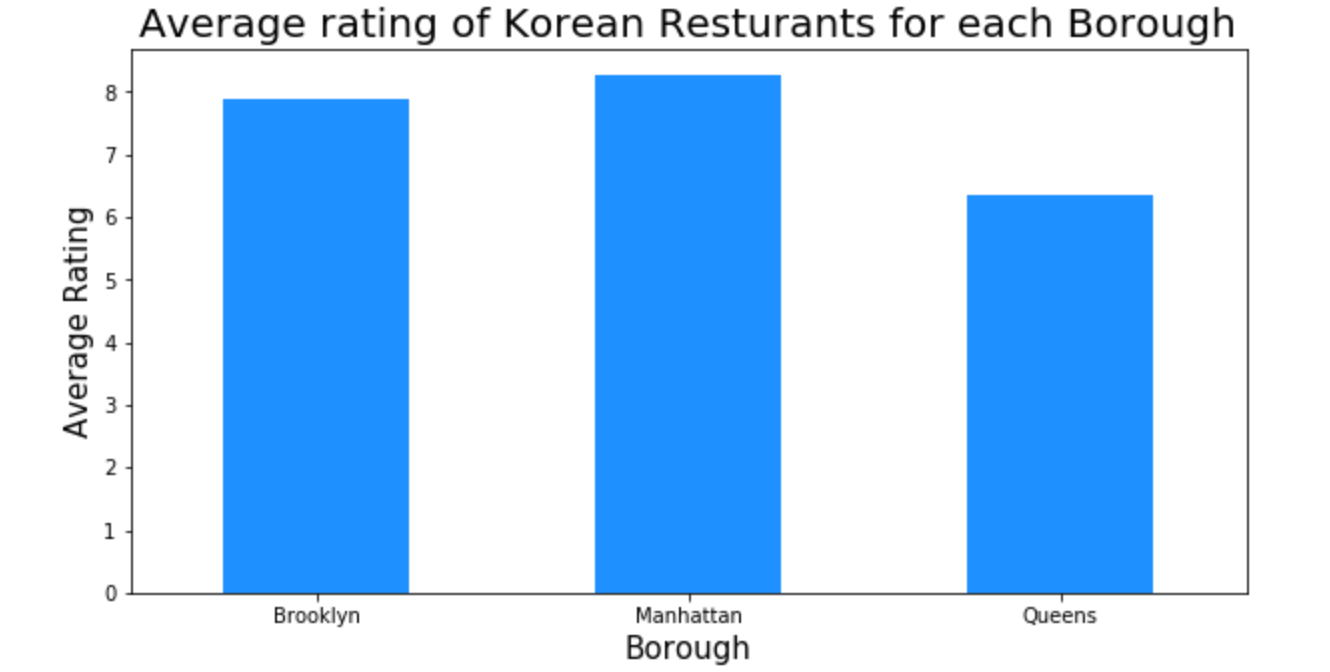 Average rating of Korean Resturants for each Borough
8
7
6
5
4
3
2
1
0
Average Rating
Brooklyn Manhattan Queens
Borough